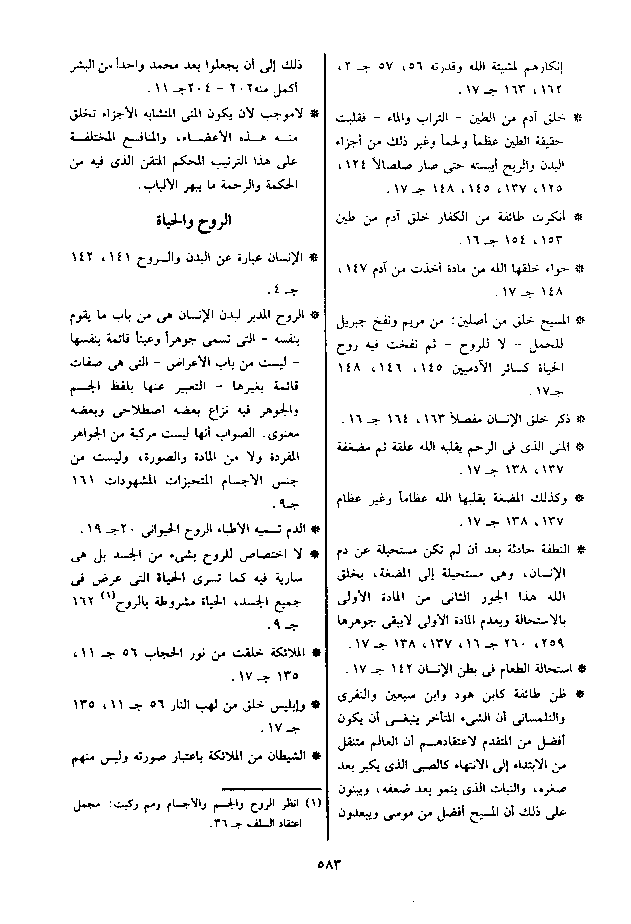 إنكارهم لمشيئة الله وقدرته ٥٦، ٥٧ جـ ٢،
١٦٢، ١٦٣ جـ ١٧.
* خلق آدم من الطين – التراب والماء – فقلبت
حقيقة الطين عظماً ولحماً وغير ذلك من أجزاء
البدن والريح أيبسته حتى صار صلصالاً ١٢٤،
١٢٥، ١٣٧، ١٤٥، ١٤٨ جـ ١٧.
* أنكرت طائفة من الكفار خلق آدم من طين
١٥٣، ١٥٤ جـ ١٦.
* حواء خلقها الله من مادة أخذت من آدم ١٤٧،
١٤٨ جـ ١٧.
* المسيح خلق من أصلين: من مريم ونفخ جبريل
للحمل – لا للروح – ثم نفخت فيه روح
الحياة كسائر الآدميين ١٤٥، ١٤٦، ١٤٨
جـ١٧.
* ذكر خلق الإنسان مفصلاً ١٦٣، ١٦٤ جـ ١٦.
* المنى الذى فى الرحم يقلبه الله علقة ثم مضغة
١٣٧، ١٣٨ جـ ١٧.
* وكذلك المضغة يقلبها الله عظاماً وغير عظام
١٣٧، ١٣٨ جـ ١٧.
* النطفة حادثة بعد أن لم تكن مستحيلة عن دم
الإنسان، وهى مستحيلة إلى المضغة، يخلق
الله هذا الجور الثانى من المادة الأولى
بالاستحالة ويعدم المادة الأولى لايبقى جوهرها
٢٥٩، ٢٦٠ جـ ١٦، ١٣٧، ١٣٨ جـ ١٧.
* استحالة الطعام فى بطن الإنسان ١٤٢ جـ ١٧.
* ظن طائفة كابن هود وابن سبعين والنفرى
والتلمسانى أن الشىء المتأخر ينبغى أن يكون
أفضل من المتقدم لاعتقادهم أن العالم متنقل
من الابتداء إلى الانتهاء كالصبى الذى يكبر بعد
صغره، والنبات الذى ينمو بعد ضعفه، ويبنون
على ذلك أن المسيح أفضل من موسى ويبعدون
ذلك إلى أن يجعلوا بعد محمد واحداً من البشر
أكمل منه٢٠٢ – ٢٠٤جـ ١١.
* لاموجب لأن يكون المنى المتشابه الأجزاء تخلق
منه هذه الأعضاء، والمنافع المختلفة
على هذا الترتيب المحكم المتقن الذى فيه من
الحكمة والرحمة ما يبهر الألباب.
الروح والحياة
* الإنسان عبارة عن البدن والروح ١٤١، ١٤٢
جـ ٤.
* الروح المدبر لبدن الإنسان هى من باب ما يقوم
بنفسه – التى تسمى جوهراً وعيناً قائمة بنفسها
– ليست من باب الأعراض – التى هى صفات
قائمة بغيرها – التعبير عنها بلفظ الجسم
والجوهر فيه نزاع بعضه اصطلاحى وبعضه
معنوى. الصواب أنها ليست مركبة من الجواهر
المفردة ولا من المادة والصورة، وليست من
جنس الأجسام المتحيزات المشهودات ١٦١
جـ٩.
* الدم تسميه الأطباء الروح الحيوانى ٢٠جـ ١٩.
* لا اختصاص للروح بشىء من الجسد بل هى
سارية فيه كما تسرى الحياة التى عرض فى
جميع الجسد، الحياة مشروطة بالروح(١) ١٦٢
جـ ٩.
* الملائكة خلقت من نور الحجاب ٥٦ جـ ١١،
١٣٥ جـ ١٧.
* وإبليس خلق من لهب النار ٥٦ جـ ١١، ١٣٥
جـ ١٧.
* الشيطان من الملائكة باعتبار صورته وليس منهم
(١) انظر الروح والجسم والأجسام ومم ركبت: مجمل
اعتقاد السلف جـ ٣٦.
٥٨٣